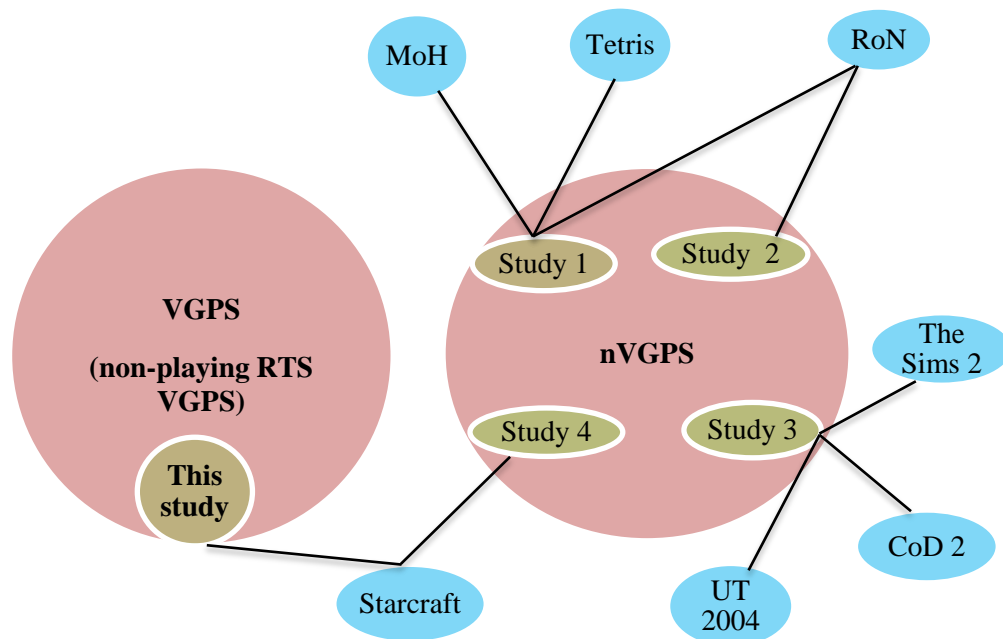 MoH
Tetris
RoN
Study 1
Study 2
VGPS
(non-playing RTS
VGPS)
nVGPS
The
Sims 2
This
study
Study 4
Study 3
CoD 2
Starcraft
UT
2004